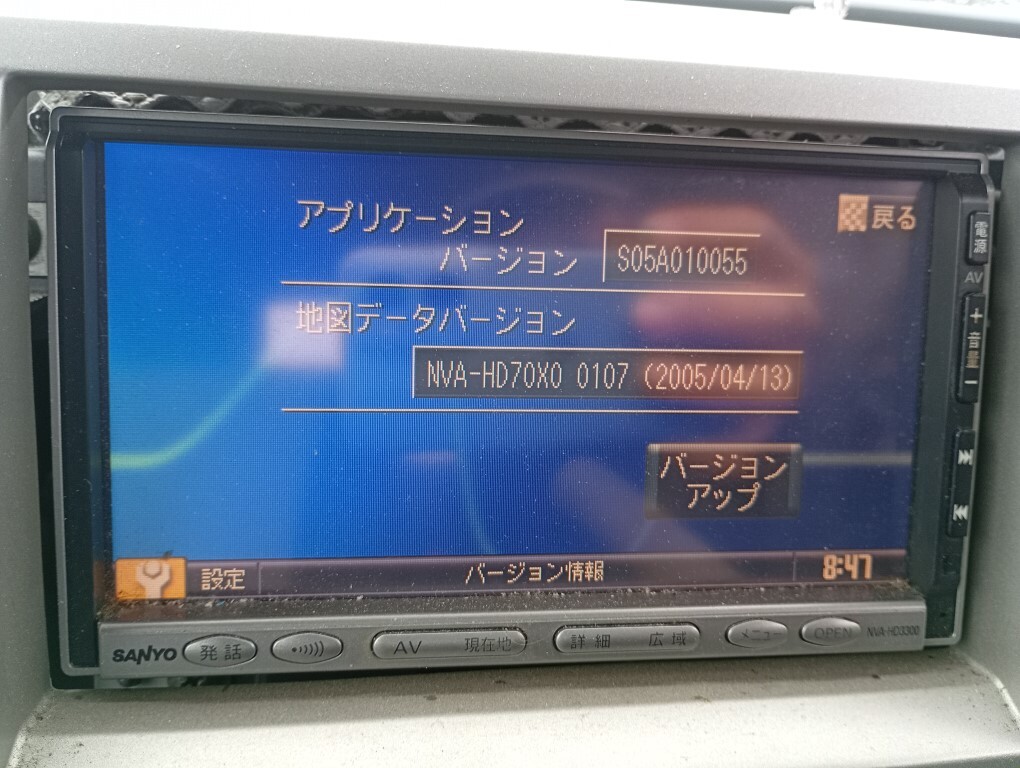 アプリケーション
バージョン S05A010055
戻る
地図データバージョン
NVA-HD70X0 0107 (2005/04/13)
バージョン
アップ
設定 バージョン情報 8:47
電源
AV
+
音量
-
SANYO 発話 AV 現在地 詳細 広域 メニュー OPEN NVA-HD3300